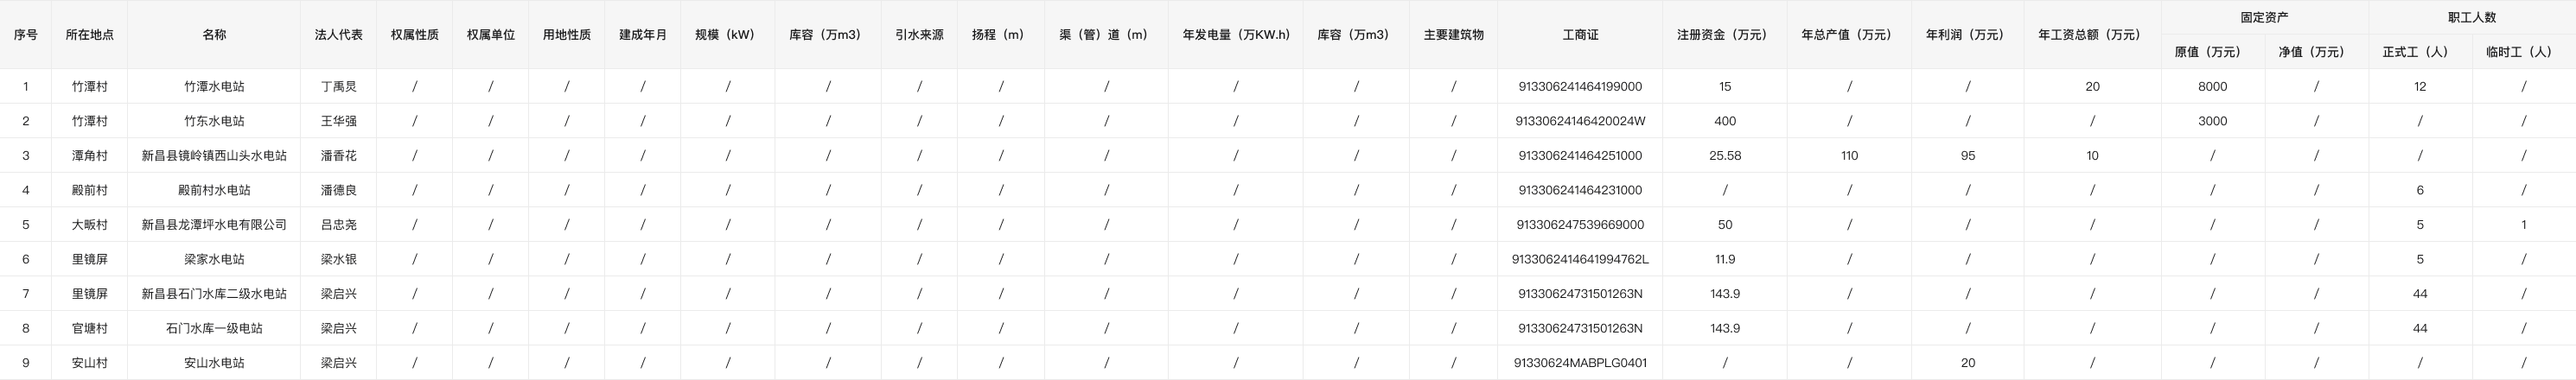 序号 所在地点 名称 法人代表 权属性质 权属单位 用地性质 建成年月 规模（kW） 库容（万m3） 引水来源 扬程（m） 渠（管）道（m） 年发电量（万KW.h） 库容（万m3） 主要建筑物 工商证 注册资金（万元） 年总产值（万元） 年利润（万元） 年工资总额（万元） 固定资产 职工人数
原值（万元） 净值（万元） 正式工（人） 临时工（人）
1 竹潭村 竹潭水电站 丁禹炅 / / / / / / / / / / / / 913306241464199000 15 / / 20 8000 / 12 /
2 竹潭村 竹东水电站 王华强 / / / / / / / / / / / / 91330624146420024W 400 / / / 3000 / / /
3 潭角村 新昌县镜岭镇西山头水电站 潘香花 / / / / / / / / / / / / 913306241464251000 25.58 110 95 10 / / / /
4 殿前村 殿前村水电站 潘德良 / / / / / / / / / / / / 913306241464231000 / / / / / / 6 /
5 大畈村 新昌县龙潭坪水电有限公司 吕忠尧 / / / / / / / / / / / / 913306247539669000 50 / / / / / 5 1
6 里镜屏 梁家水电站 梁水银 / / / / / / / / / / / / 9133062414641994762L 11.9 / / / / / 5 /
7 里镜屏 新昌县石门水库二级水电站 梁启兴 / / / / / / / / / / / / 91330624731501263N 143.9 / / / / / 44 /
8 官塘村 石门水库一级电站 梁启兴 / / / / / / / / / / / / 91330624731501263N 143.9 / / / / / 44 /
9 安山村 安山水电站 梁启兴 / / / / / / / / / / / / 91330624MABPLG0401 / / 20 / / / / /